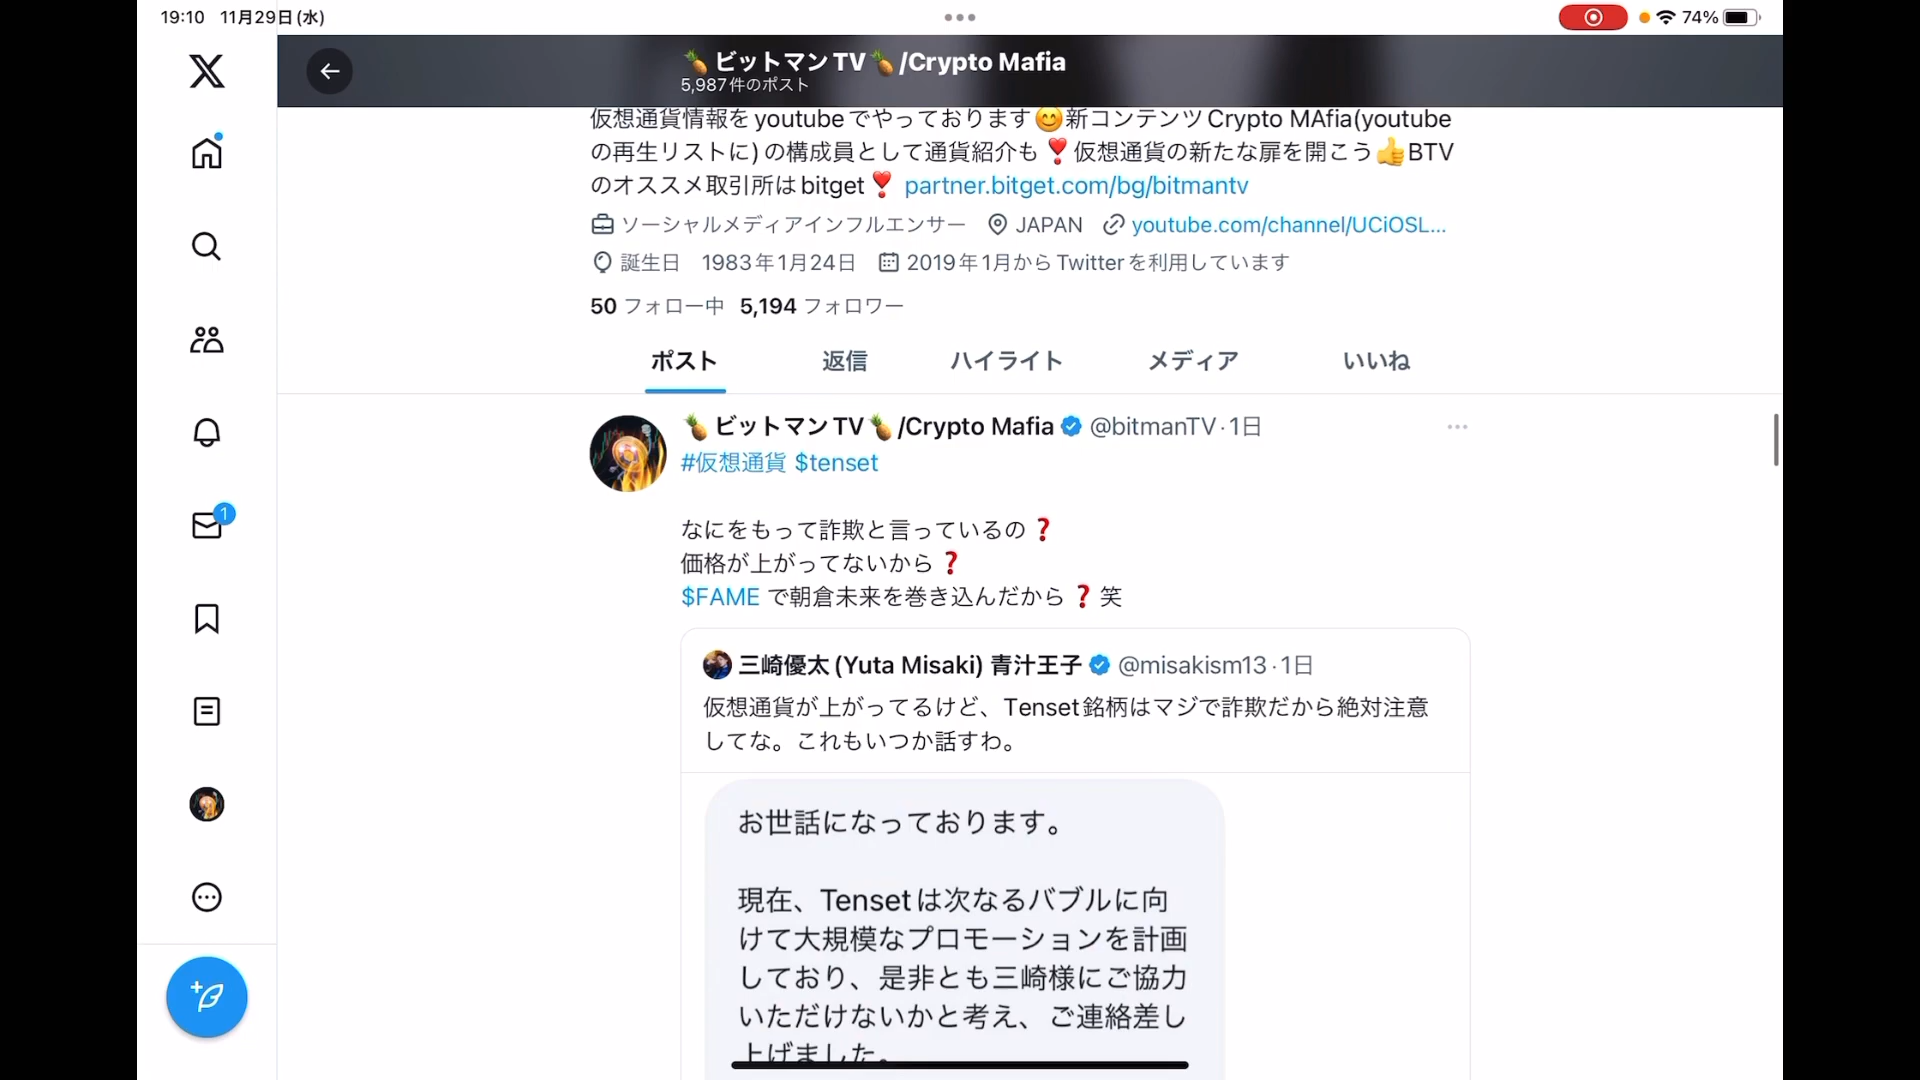 19:10 11月29日(水)
74%
🍍ビットマンTV🍍/Crypto Mafia
5,987件のポスト
仮想通貨情報をyoutubeでやっております😊新コンテンツCrypto MAfia(youtube
の再生リストに)の構成員として通貨紹介も❣️仮想通貨の新たな扉を開こう👍BTV
のオススメ取引所はbitget❣️ partner.bitget.com/bg/bitmantv
ソーシャルメディアインフルエンサー JAPAN youtube.com/channel/UCiOSL...
誕生日 1983年1月24日 2019年1月からTwitterを利用しています
50 フォロー中 5,194 フォロワー
ポスト 返信 ハイライト メディア いいね
🍍ビットマンTV🍍/Crypto Mafia @bitmanTV·1日
#仮想通貨 $tenset
なにをもって詐欺と言っているの❓
価格が上がってないから❓
$FAME で朝倉未来を巻き込んだから❓笑
三崎優太(Yuta Misaki) 青汁王子 @misakism13·1日
仮想通貨が上がってるけど、Tenset銘柄はマジで詐欺だから絶対注意
してな。これもいつか話すわ。
お世話になっております。
現在、Tensetは次なるバブルに向
けて大規模なプロモーションを計画
しており、是非とも三崎様にご協力
いただけないかと考え、ご連絡差し
上げました。
1